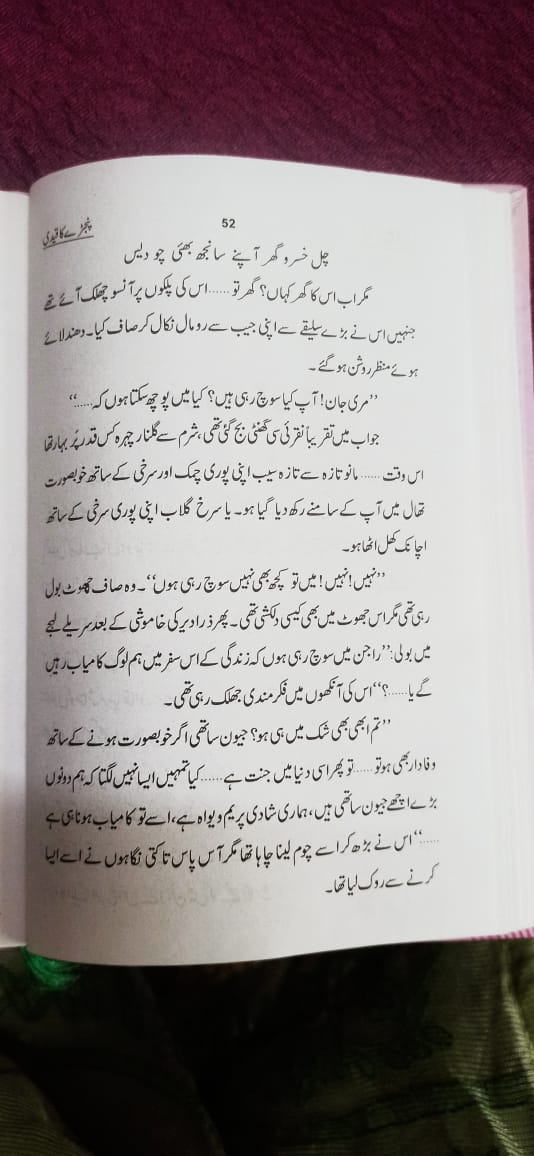 52
پنجڑے کا قیدی
چل خسرو گھر آپنے سانجھ بھئی چو دیس
مگر اب اس کا گھر کہاں؟ گھر تو......اس کی پلکوں پر آنسو چھلک آئے تھے
جنہیں اس نے بڑے سلیقے سے اپنی جیب سے رومال نکال کر صاف کیا۔ دھندلائے
ہوئے منظر روشن ہو گئے۔
’’مری جان! آپ کیا سوچ رہی ہیں؟ کیا میں پوچھ سکتا ہوں کہ.....‘‘
جواب میں تقریباً نقرئی سی گھنٹی بج گئی تھی، شرم سے گلنار چہرہ کس قدر پُر بہار تھا
اس وقت......مانو تازہ سے تازہ سیب اپنی پوری چمک اور سرخی کے ساتھ خوبصورت
تھال میں آپ کے سامنے رکھ دیا گیا ہو۔ یا سرخ گلاب اپنی پوری سرخی کے ساتھ
اچانک کھل اٹھا ہو۔
’’نہیں! نہیں! میں تو کچھ بھی نہیں سوچ رہی ہوں‘‘۔ وہ صاف جھوٹ بول
رہی تھی مگر اس جھوٹ میں بھی کیسی دلکشی تھی۔ پھر ذرا دیر کی خاموشی کے بعد سریلے لہجے
میں بولی: ’’راجن میں سوچ رہی ہوں کہ زندگی کے اس سفر میں ہم لوگ کامیاب رہیں
گے یا......؟‘‘ اس کی آنکھوں میں فکر مندی جھلک رہی تھی۔
’’تم ابھی بھی شک میں ہی ہو؟ جیون ساتھی اگر خوبصورت ہونے کے ساتھ
وفادار بھی ہو تو......تو پھر اسی دنیا میں جنت ہے......کیا تمہیں ایسا نہیں لگتا کہ ہم دونوں
بڑے اچھے جیون ساتھی ہیں، ہماری شادی پریم وواہ ہے، اسے تو کامیاب ہونا ہی ہے
......‘‘ اس نے بڑھ کر اسے چوم لینا چاہا تھا مگر آس پاس تاکتی نگاہوں نے اسے ایسا
کرنے سے روک لیا تھا۔